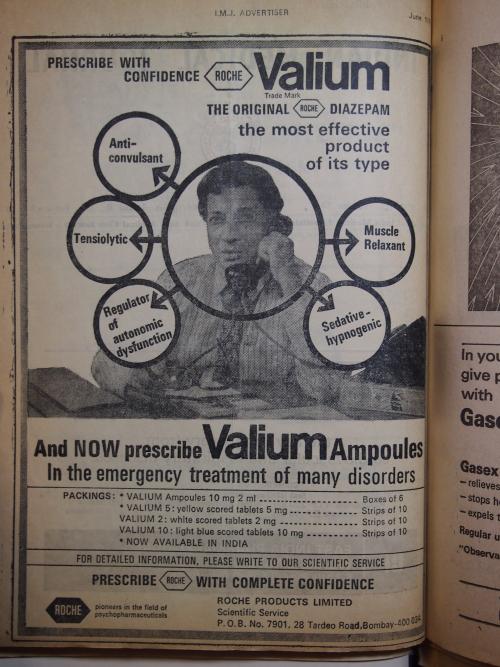 I.M.J. ADVERTISER
June
PRESCRIBE WITH
CONFIDENCE ROCHE Valium
Trade Mark
THE ORIGINAL ROCHE DIAZEPAM
the most effective
product
of its type
Anti-
convulsant
Tensiolytic
Muscle
Relaxant
Regulator
of
autonomic
dysfunction
Sedative-
hypnogenic
And NOW prescribe Valium Ampoules
In the emergency treatment of many disorders
PACKINGS: * VALIUM Ampoules 10 mg 2 ml Boxes of 6
* VALIUM 5: yellow scored tablets 5 mg Strips of 10
VALIUM 2: white scored tablets 2 mg Strips of 10
VALIUM 10: light blue scored tablets 10 mg Strips of 10
* NOW AVAILABLE IN INDIA
FOR DETAILED INFORMATION, PLEASE WRITE TO OUR SCIENTIFIC SERVICE
PRESCRIBE ROCHE WITH COMPLETE CONFIDENCE
ROCHE pioneers in the field of
psychopharmaceuticals
ROCHE PRODUCTS LIMITED
Scientific Service
P.O.B. No. 7901, 28 Tardeo Road, Bombay-400 034.
In you
give p
with
Gase
Gasex
– relieves
– stops h
– expels
Regular u
"Observa